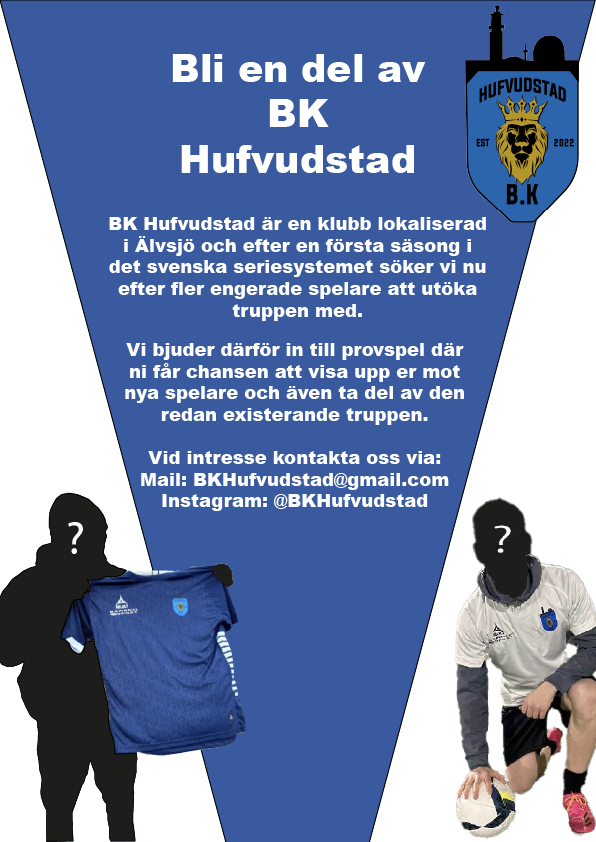 Bli en del av
BK
Hufvudstad
HUFVUDSTAD
EST 2022
B.K
BK Hufvudstad är en klubb lokaliserad
i Älvsjö och efter en första säsong i
det svenska seriesystemet söker vi nu
efter fler engerade spelare att utöka
truppen med.
Vi bjuder därför in till provspel där
ni får chansen att visa upp er mot
nya spelare och även ta del av den
redan existerande truppen.
Vid intresse kontakta oss via:
Mail: BKHufvudstad@gmail.com
Instagram: @BKHufvudstad
?
?
SELECT